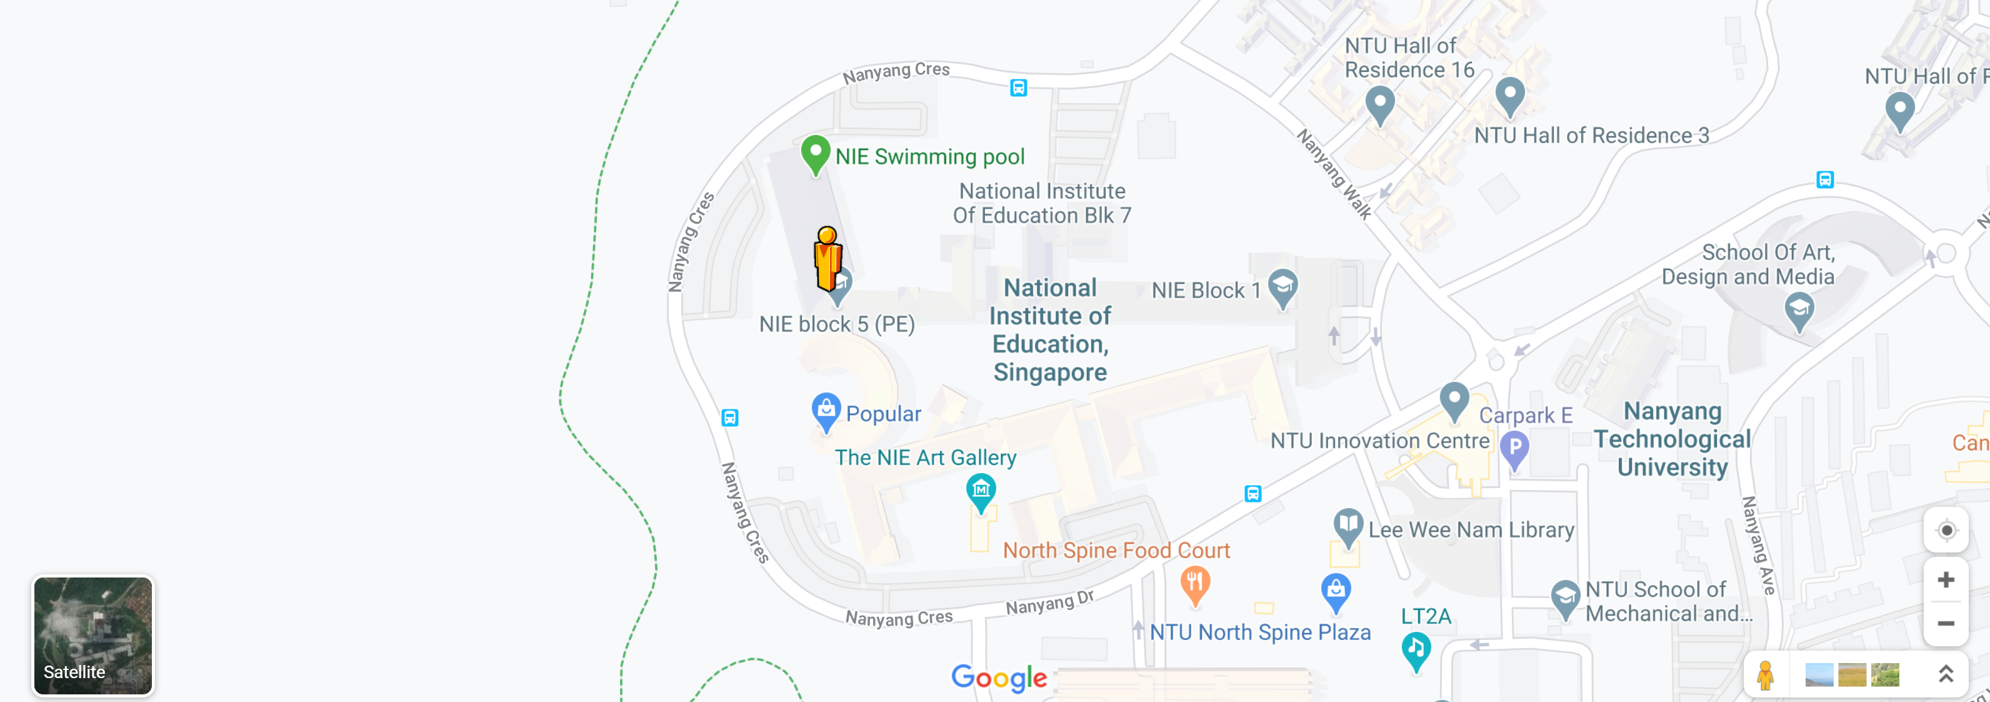 Nanyang Cres
NTU Hall of
Residence 16
NTU Hall of R
NTU Hall of Residence 3
NIE Swimming pool
Nanyang Walk
National Institute
Of Education Blk 7
Nanyang Cres
School Of Art,
Design and Media
National
Institute of
Education,
Singapore
NIE Block 1
NIE block 5 (PE)
Popular
NTU Innovation Centre
Carpark E
P
Nanyang
Technological
University
Can
The NIE Art Gallery
M
Nanyang Cres
Lee Wee Nam Library
Nanyang Ave
North Spine Food Court
NTU School of
Mechanical and...
Nanyang Dr
Nanyang Cres
LT2A
NTU North Spine Plaza
Satellite
Google